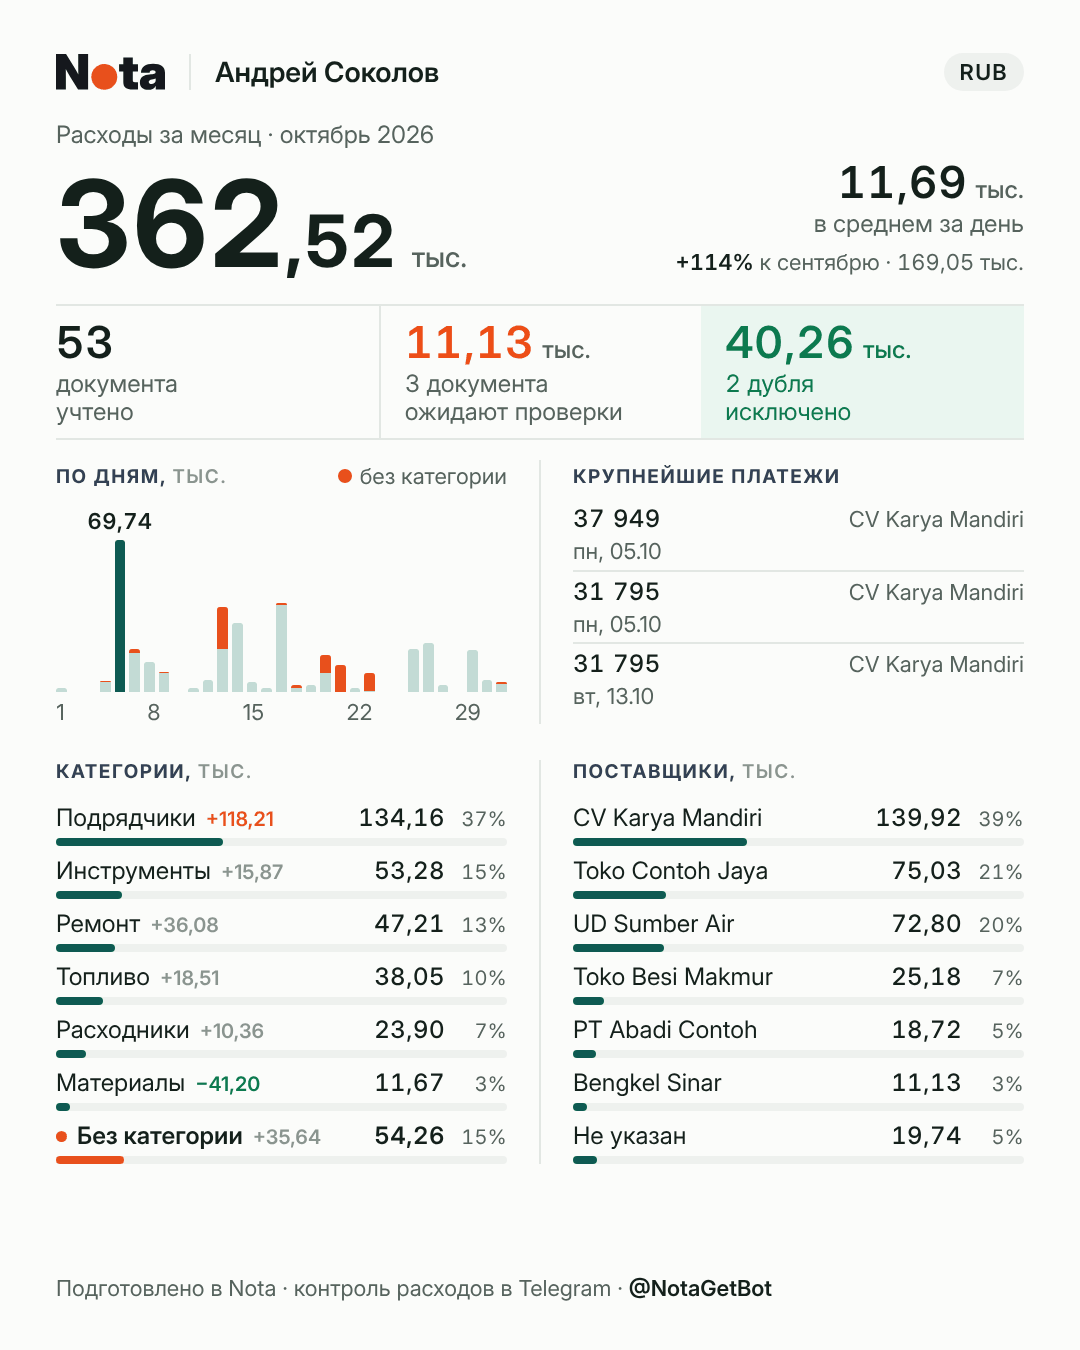 Nota
Андрей Соколов
RUB
Расходы за месяц · октябрь 2026
362,52 тыс.
11,69 тыс.
в среднем за день
+114% к сентябрю · 169,05 тыс.
53
документа
учтено
11,13 тыс.
3 документа
ожидают проверки
40,26 тыс.
2 дубля
исключено
ПО ДНЯМ, ТЫС.
без категории
69,74
1 8 15 22 29
КРУПНЕЙШИЕ ПЛАТЕЖИ
37 949 CV Karya Mandiri
пн, 05.10
31 795 CV Karya Mandiri
пн, 05.10
31 795 CV Karya Mandiri
вт, 13.10
КАТЕГОРИИ, ТЫС.
Подрядчики +118,21 134,16 37%
Инструменты +15,87 53,28 15%
Ремонт +36,08 47,21 13%
Топливо +18,51 38,05 10%
Расходники +10,36 23,90 7%
Материалы −41,20 11,67 3%
Без категории +35,64 54,26 15%
ПОСТАВЩИКИ, ТЫС.
CV Karya Mandiri 139,92 39%
Toko Contoh Jaya 75,03 21%
UD Sumber Air 72,80 20%
Toko Besi Makmur 25,18 7%
PT Abadi Contoh 18,72 5%
Bengkel Sinar 11,13 3%
Не указан 19,74 5%
Подготовлено в Nota · контроль расходов в Telegram · @NotaGetBot